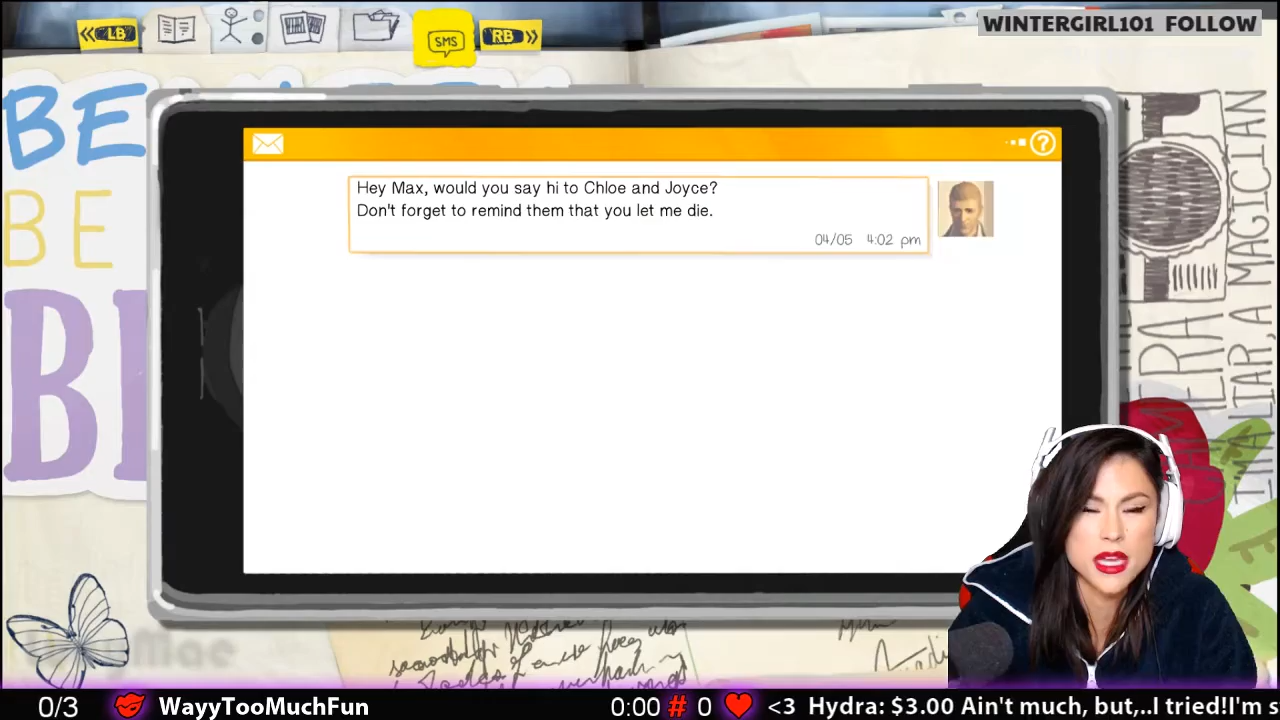 LB
SMS
RB
WINTERGIRL101 FOLLOW
BE
BE
Hey Max, would you say hi to Chloe and Joyce?
Don't forget to remind them that you let me die.
04/05 4:02 pm
?
LIAR, A MAGICIAN
0/3
WayyTooMuchFun
0:00 # 0
<3 Hydra: $3.00 Ain't much, but,..I tried!I'm s